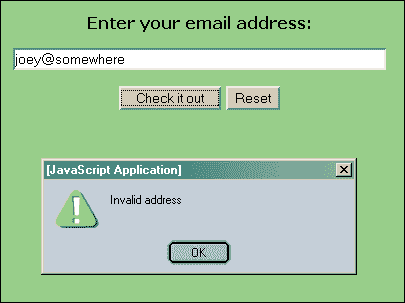 Enter your email address:
joey@somewhere
Check it out Reset
[JavaScript Application]
Invalid address
OK